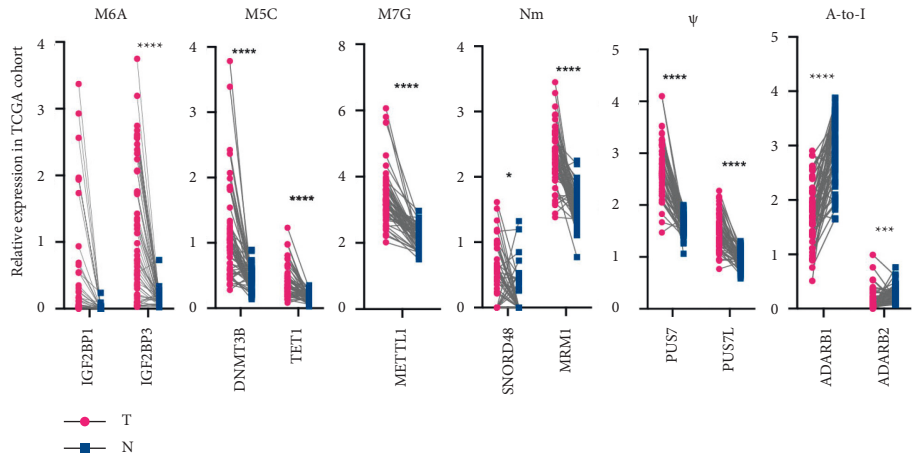 M6A
M5C
M7G
Nm
ψ
A-to-I
Relative expression in TCGA cohort
4
3
2
1
0
****
IGF2BP1
IGF2BP3
4
3
2
1
0
****
****
DNMT3B
TET1
8
6
4
2
0
****
METTL1
4
3
2
1
0
*
****
SNORD48
MRM1
5
4
3
2
1
0
****
****
PUS7
PUS7L
5
4
3
2
1
0
****
***
ADARB1
ADARB2
T
N